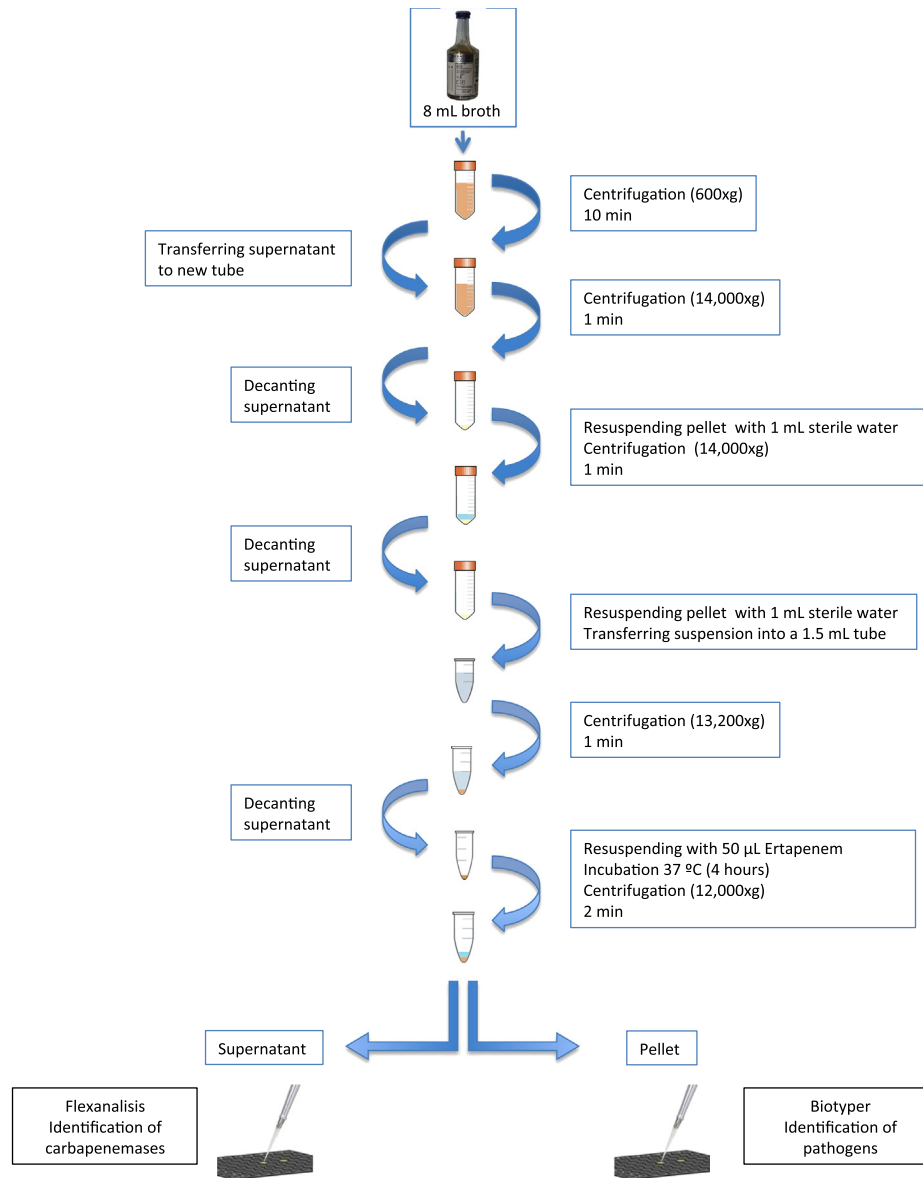 8 mL broth
Centrifugation (600xg)
10 min
Transferring supernatant
to new tube
Centrifugation (14,000xg)
1 min
Decanting
supernatant
Resuspending pellet  with 1 mL sterile water
Centrifugation  (14,000xg)
1 min
Decanting
supernatant
Resuspending pellet  with 1 mL sterile water
Transferring suspension into a 1.5 mL tube
Centrifugation (13,200xg)
1 min
Decanting
supernatant
Resuspending with 50 µL Ertapenem
Incubation 37 ºC (4 hours)
Centrifugation (12,000xg)
2 min
Supernatant
Pellet
Flexanalisis
Identification of
carbapenemases
Biotyper
Identification of
pathogens